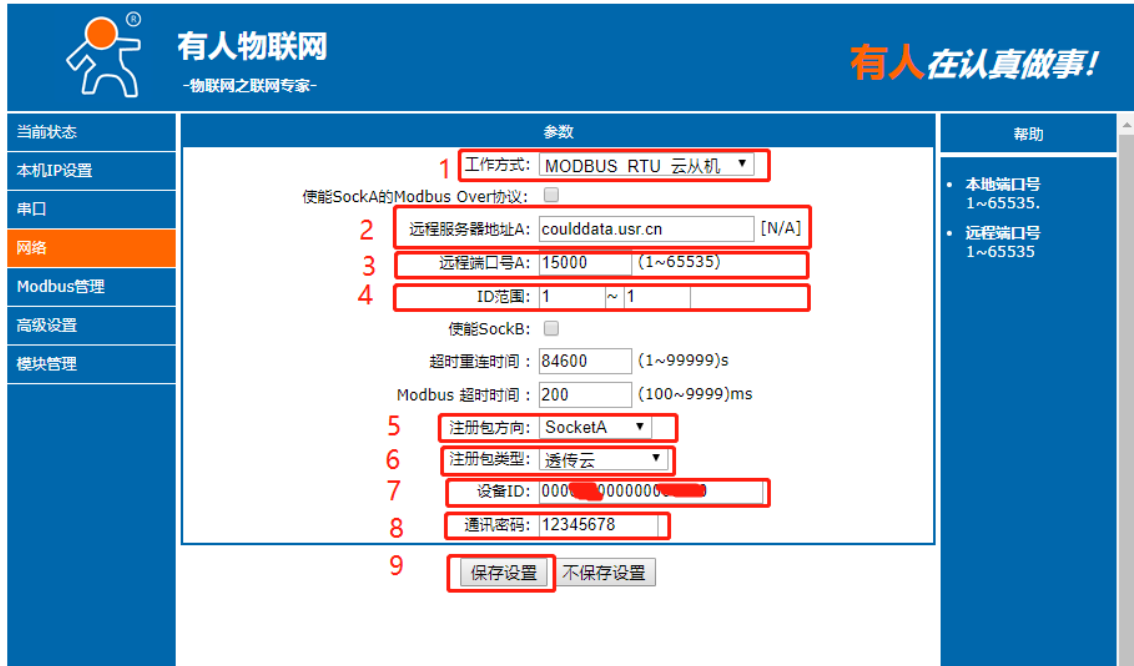 ®
有人物联网
-物联网之联网专家-
有人在认真做事!
当前状态
本机IP设置
串口
网络
Modbus管理
高级设置
模块管理
参数
1 工作方式: MODBUS RTU 云从机
使能SockA的Modbus Over协议:
2 远程服务器地址A: coulddata.usr.cn [N/A]
3 远程端口号A: 15000 (1~65535)
4 ID范围: 1 ~ 1
使能SockB:
超时重连时间 : 84600 (1~99999)s
Modbus 超时时间 : 200 (100~9999)ms
5 注册包方向: SocketA
6 注册包类型: 透传云
7 设备ID:
8 通讯密码: 12345678
9 保存设置 不保存设置
帮助
• 本地端口号
1~65535.
• 远程端口号
1~65535